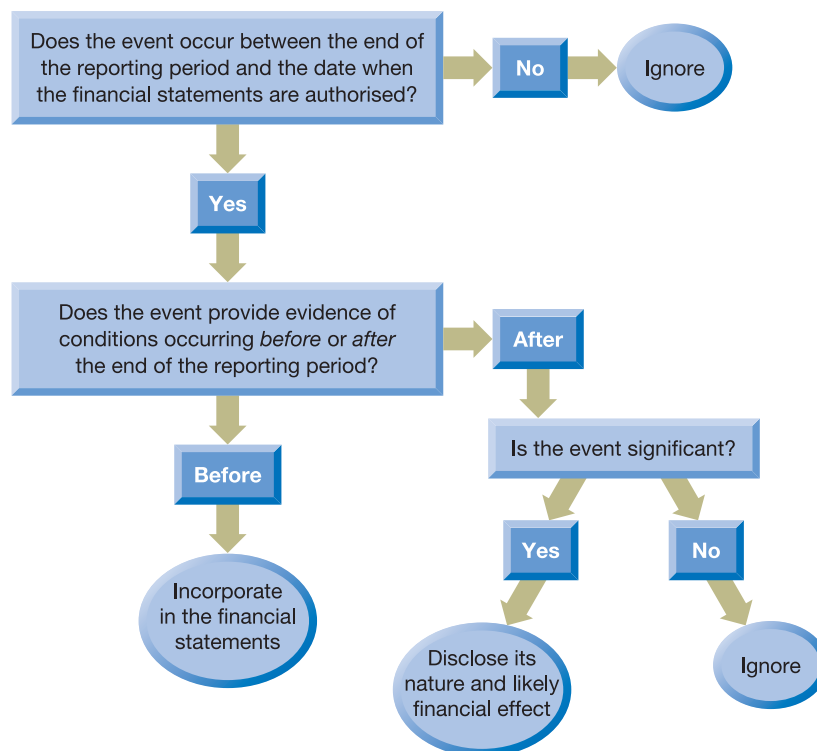 Does the event occur between the end of
the reporting period and the date when
the financial statements are authorised?
No
Ignore
Yes
Does the event provide evidence of
conditions occurring before or after
the end of the reporting period?
After
Is the event significant?
Before
Yes
No
Incorporate
in the financial
statements
Disclose its
nature and likely
financial effect
Ignore